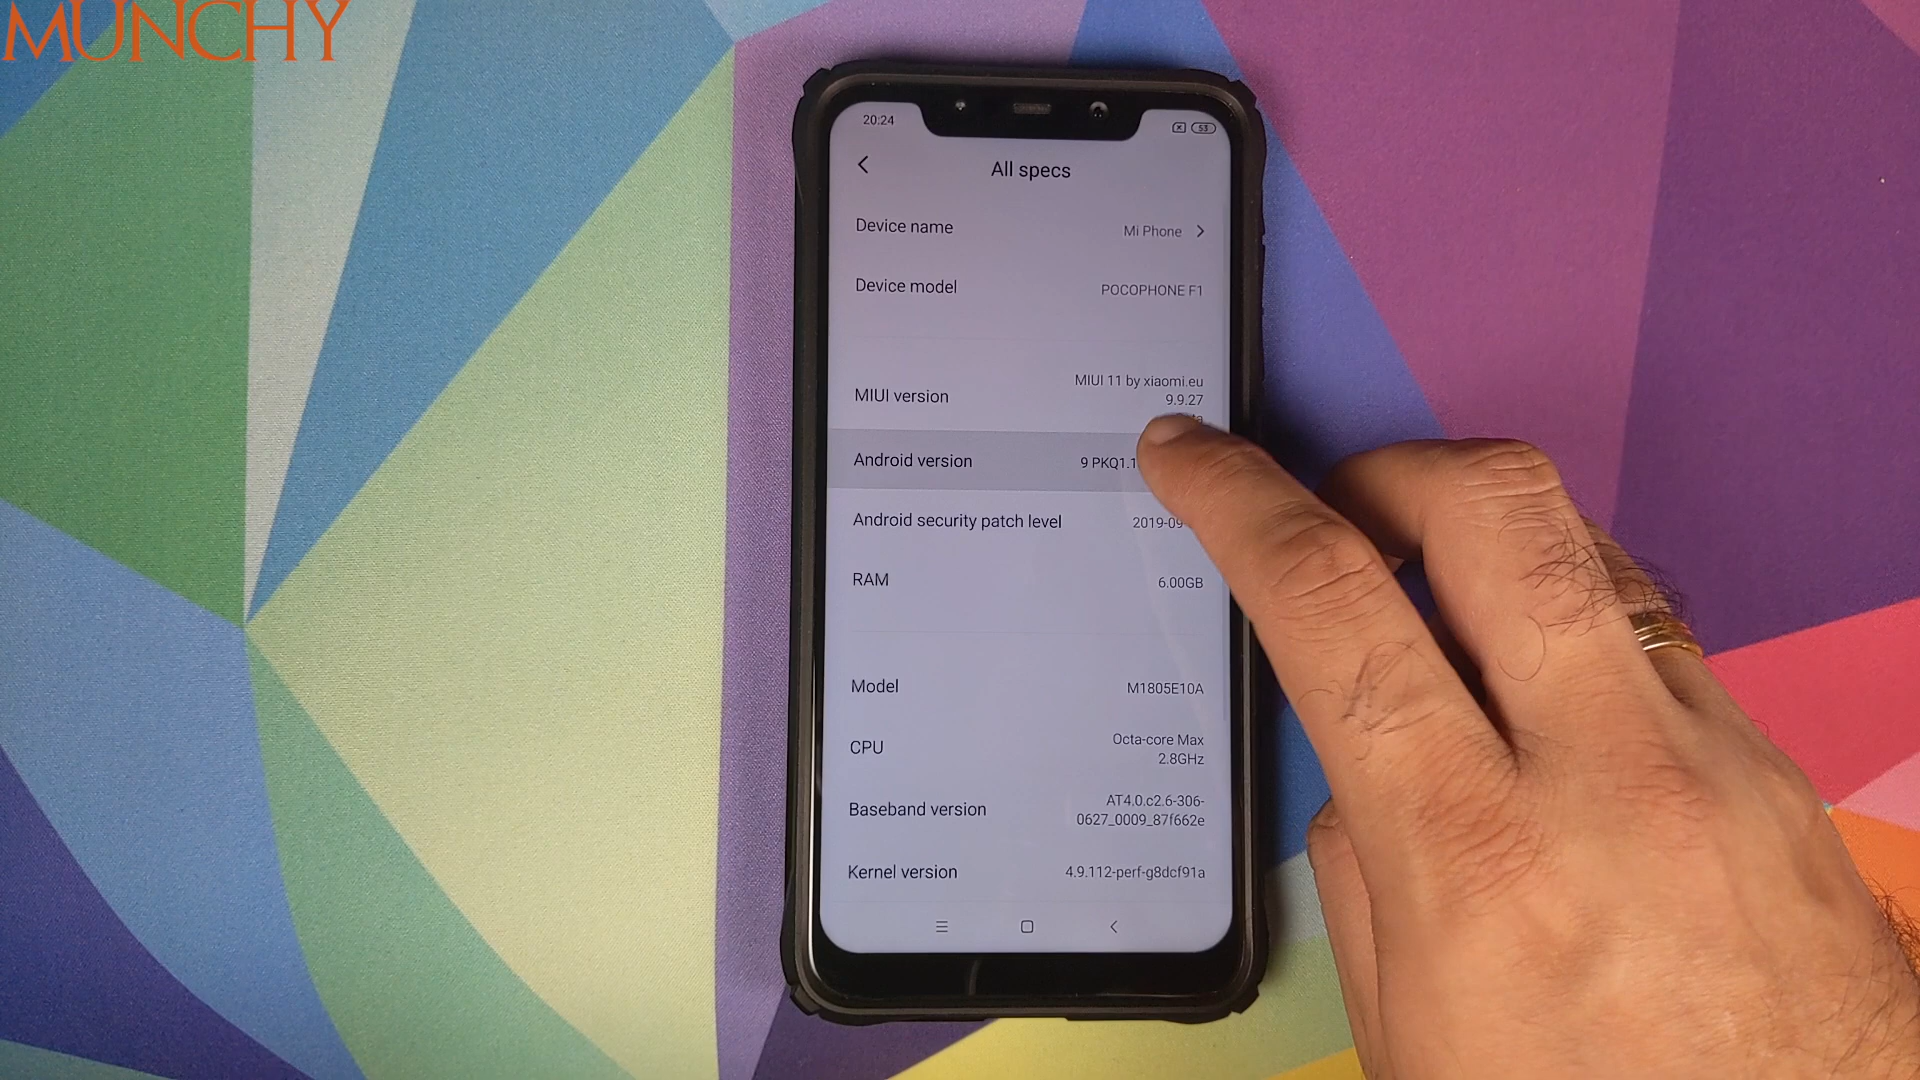 MUNCHY
20:24
53
All specs
Device name
Mi Phone
Device model
POCOPHONE F1
MIUI version
MIUI 11 by xiaomi.eu
9.9.27
Android version
9 PKQ1.1
Android security patch level
2019-09
RAM
6.00GB
Model
M1805E10A
CPU
Octa-core Max
2.8GHz
Baseband version
AT4.0.c2.6-306-
0627_0009_87f662e
Kernel version
4.9.112-perf-g8dcf91a